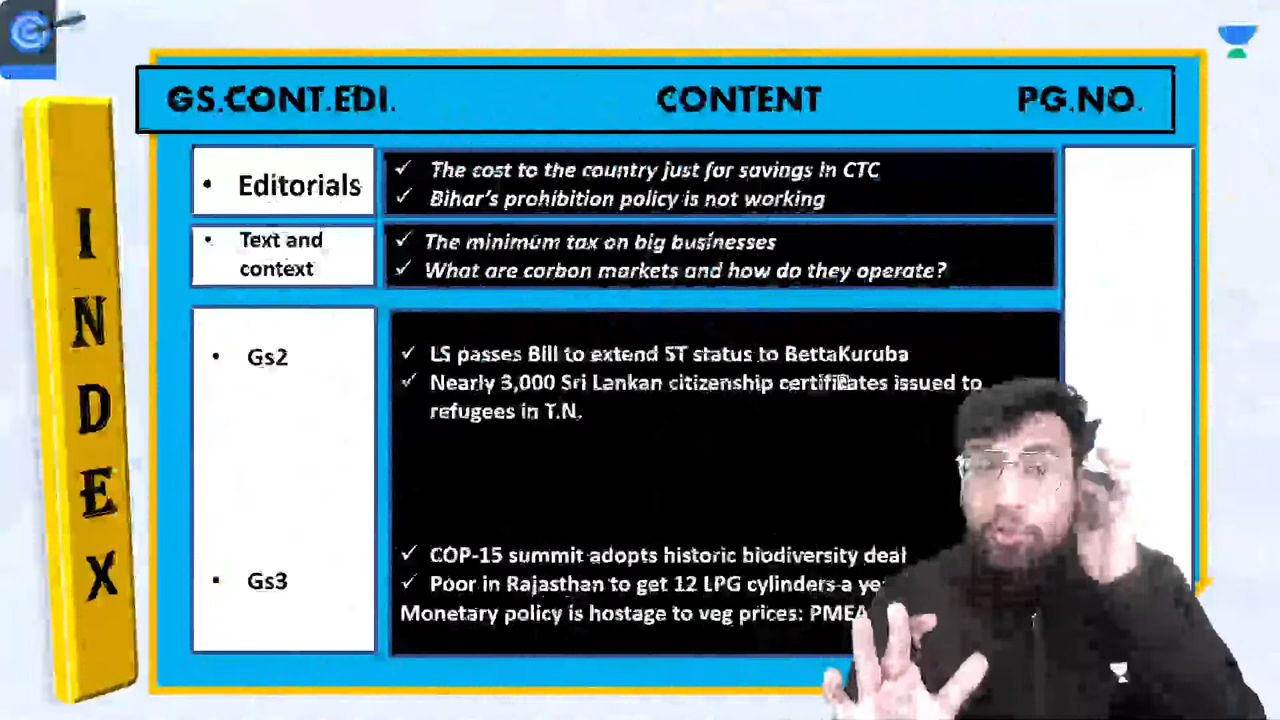 GS.CONT.EDI. CONTENT PG.NO.
INDEX
• Editorials
✓ The cost to the country just for savings in CTC
✓ Bihar's prohibition policy is not working
• Text and
context
✓ The minimum tax on big businesses
✓ What are carbon markets and how do they operate?
• Gs2
✓ LS passes Bill to extend ST status to BettaKuruba
✓ Nearly 3,000 Sri Lankan citizenship certificates issued to
refugees in T.N.
• Gs3
✓ COP-15 summit adopts historic biodiversity deal
✓ Poor in Rajasthan to get 12 LPG cylinders a
Monetary policy is hostage to veg prices: